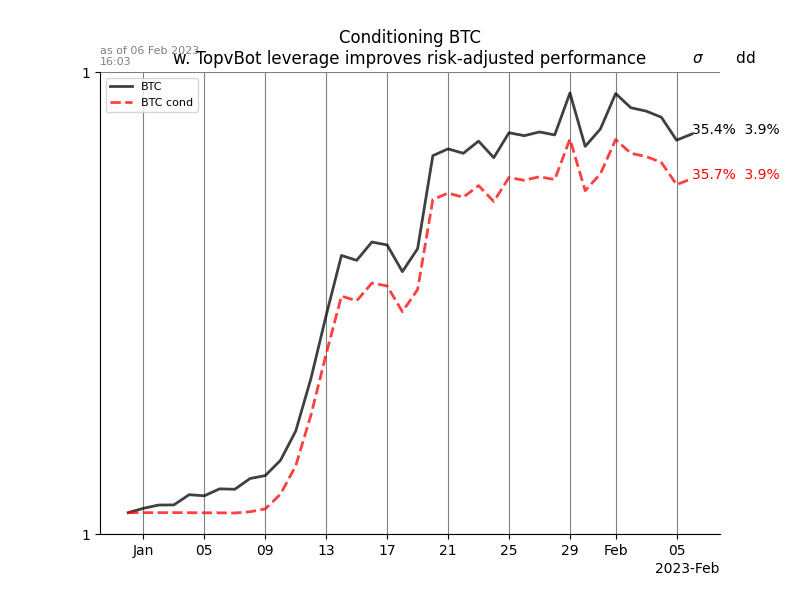 Conditioning BTC
as of 06 Feb 2023
16:03
w. TopvBot leverage improves risk-adjusted performance
σ dd
1
BTC
BTC cond
35.4% 3.9%
35.7% 3.9%
1
Jan 05 09 13 17 21 25 29 Feb 05
2023-Feb